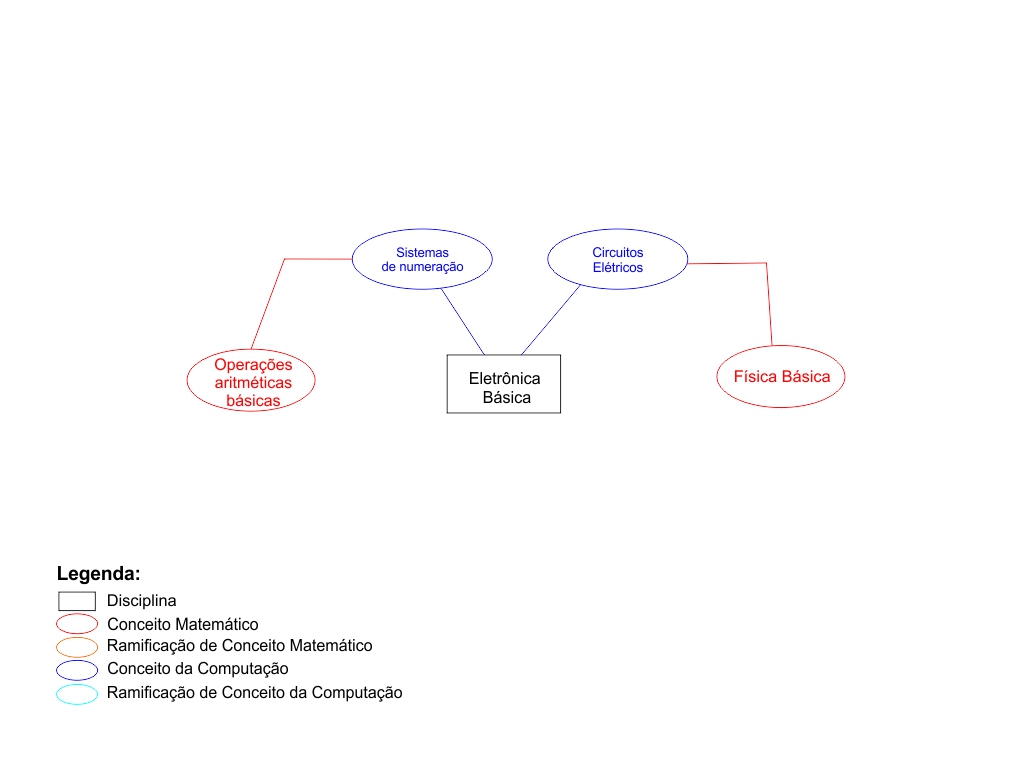 Sistemas
de numeração
Circuitos
Elétricos
Operações
aritméticas
básicas
Eletrônica
Básica
Física Básica
Legenda:
Disciplina
Conceito Matemático
Ramificação de Conceito Matemático
Conceito da Computação
Ramificação de Conceito da Computação